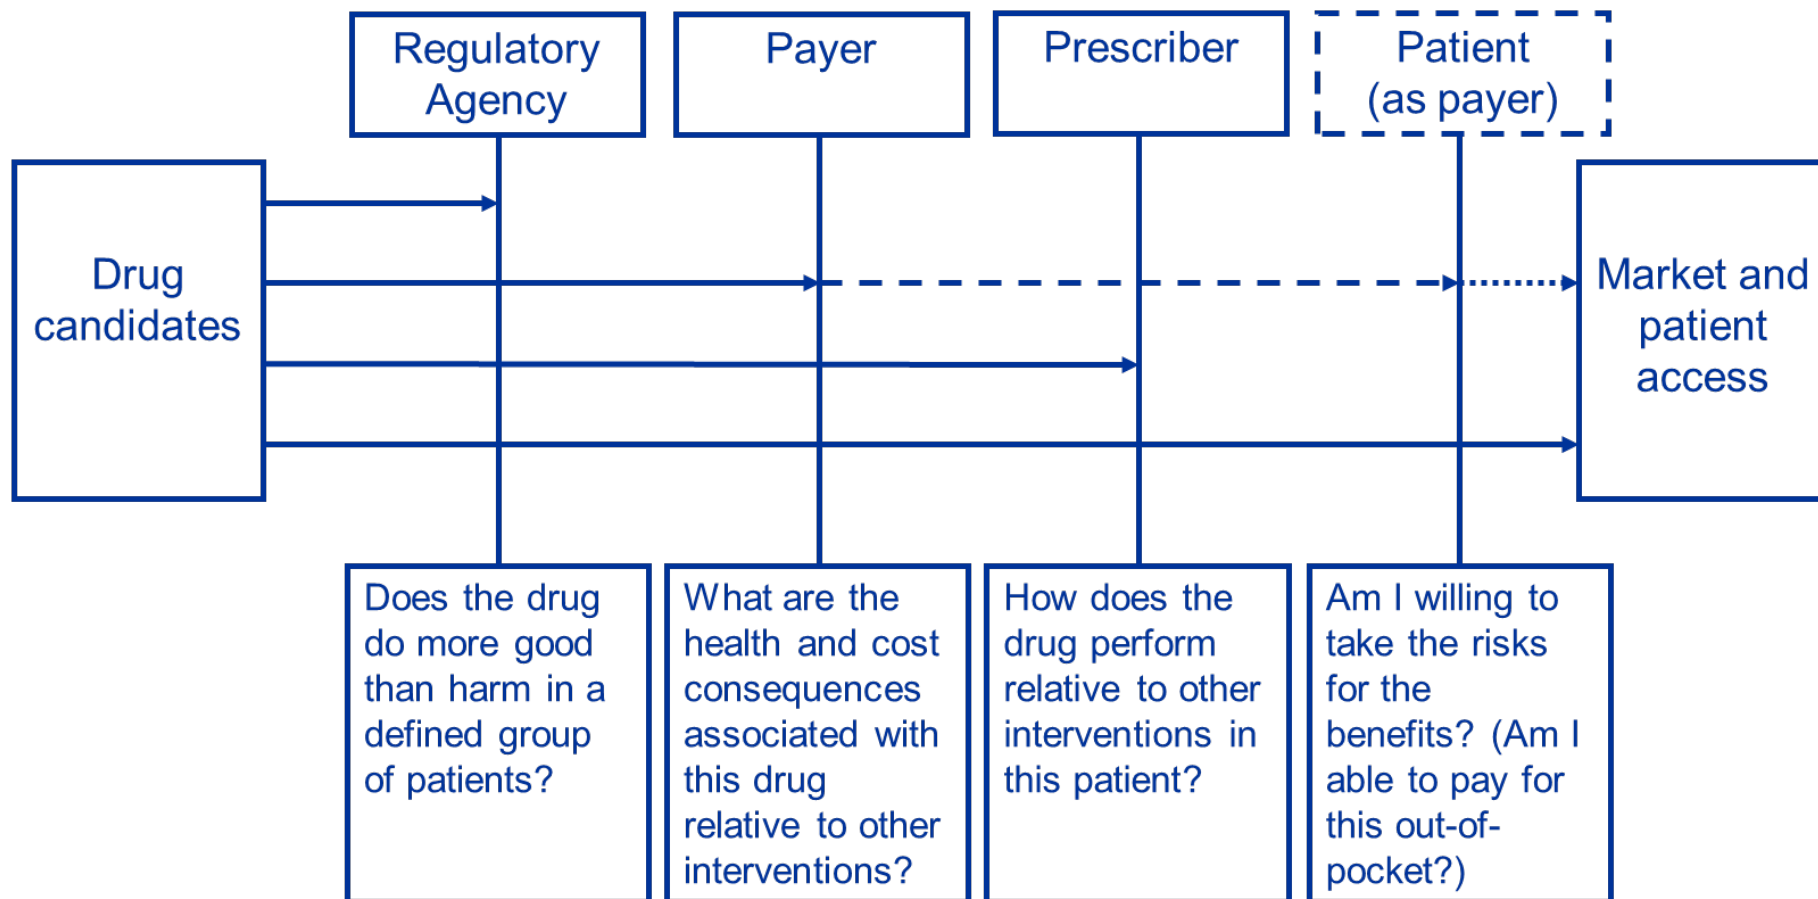 Regulatory
Agency
Payer
Prescriber
Patient
(as payer)
Drug
candidates
Market and
patient
access
Does the drug
do more good
than harm in a
defined group
of patients?
What are the
health and cost
consequences
associated with
this drug
relative to other
interventions?
How does the
drug perform
relative to other
interventions in
this patient?
Am I willing to
take the risks
for the
benefits? (Am I
able to pay for
this out-of-
pocket?)